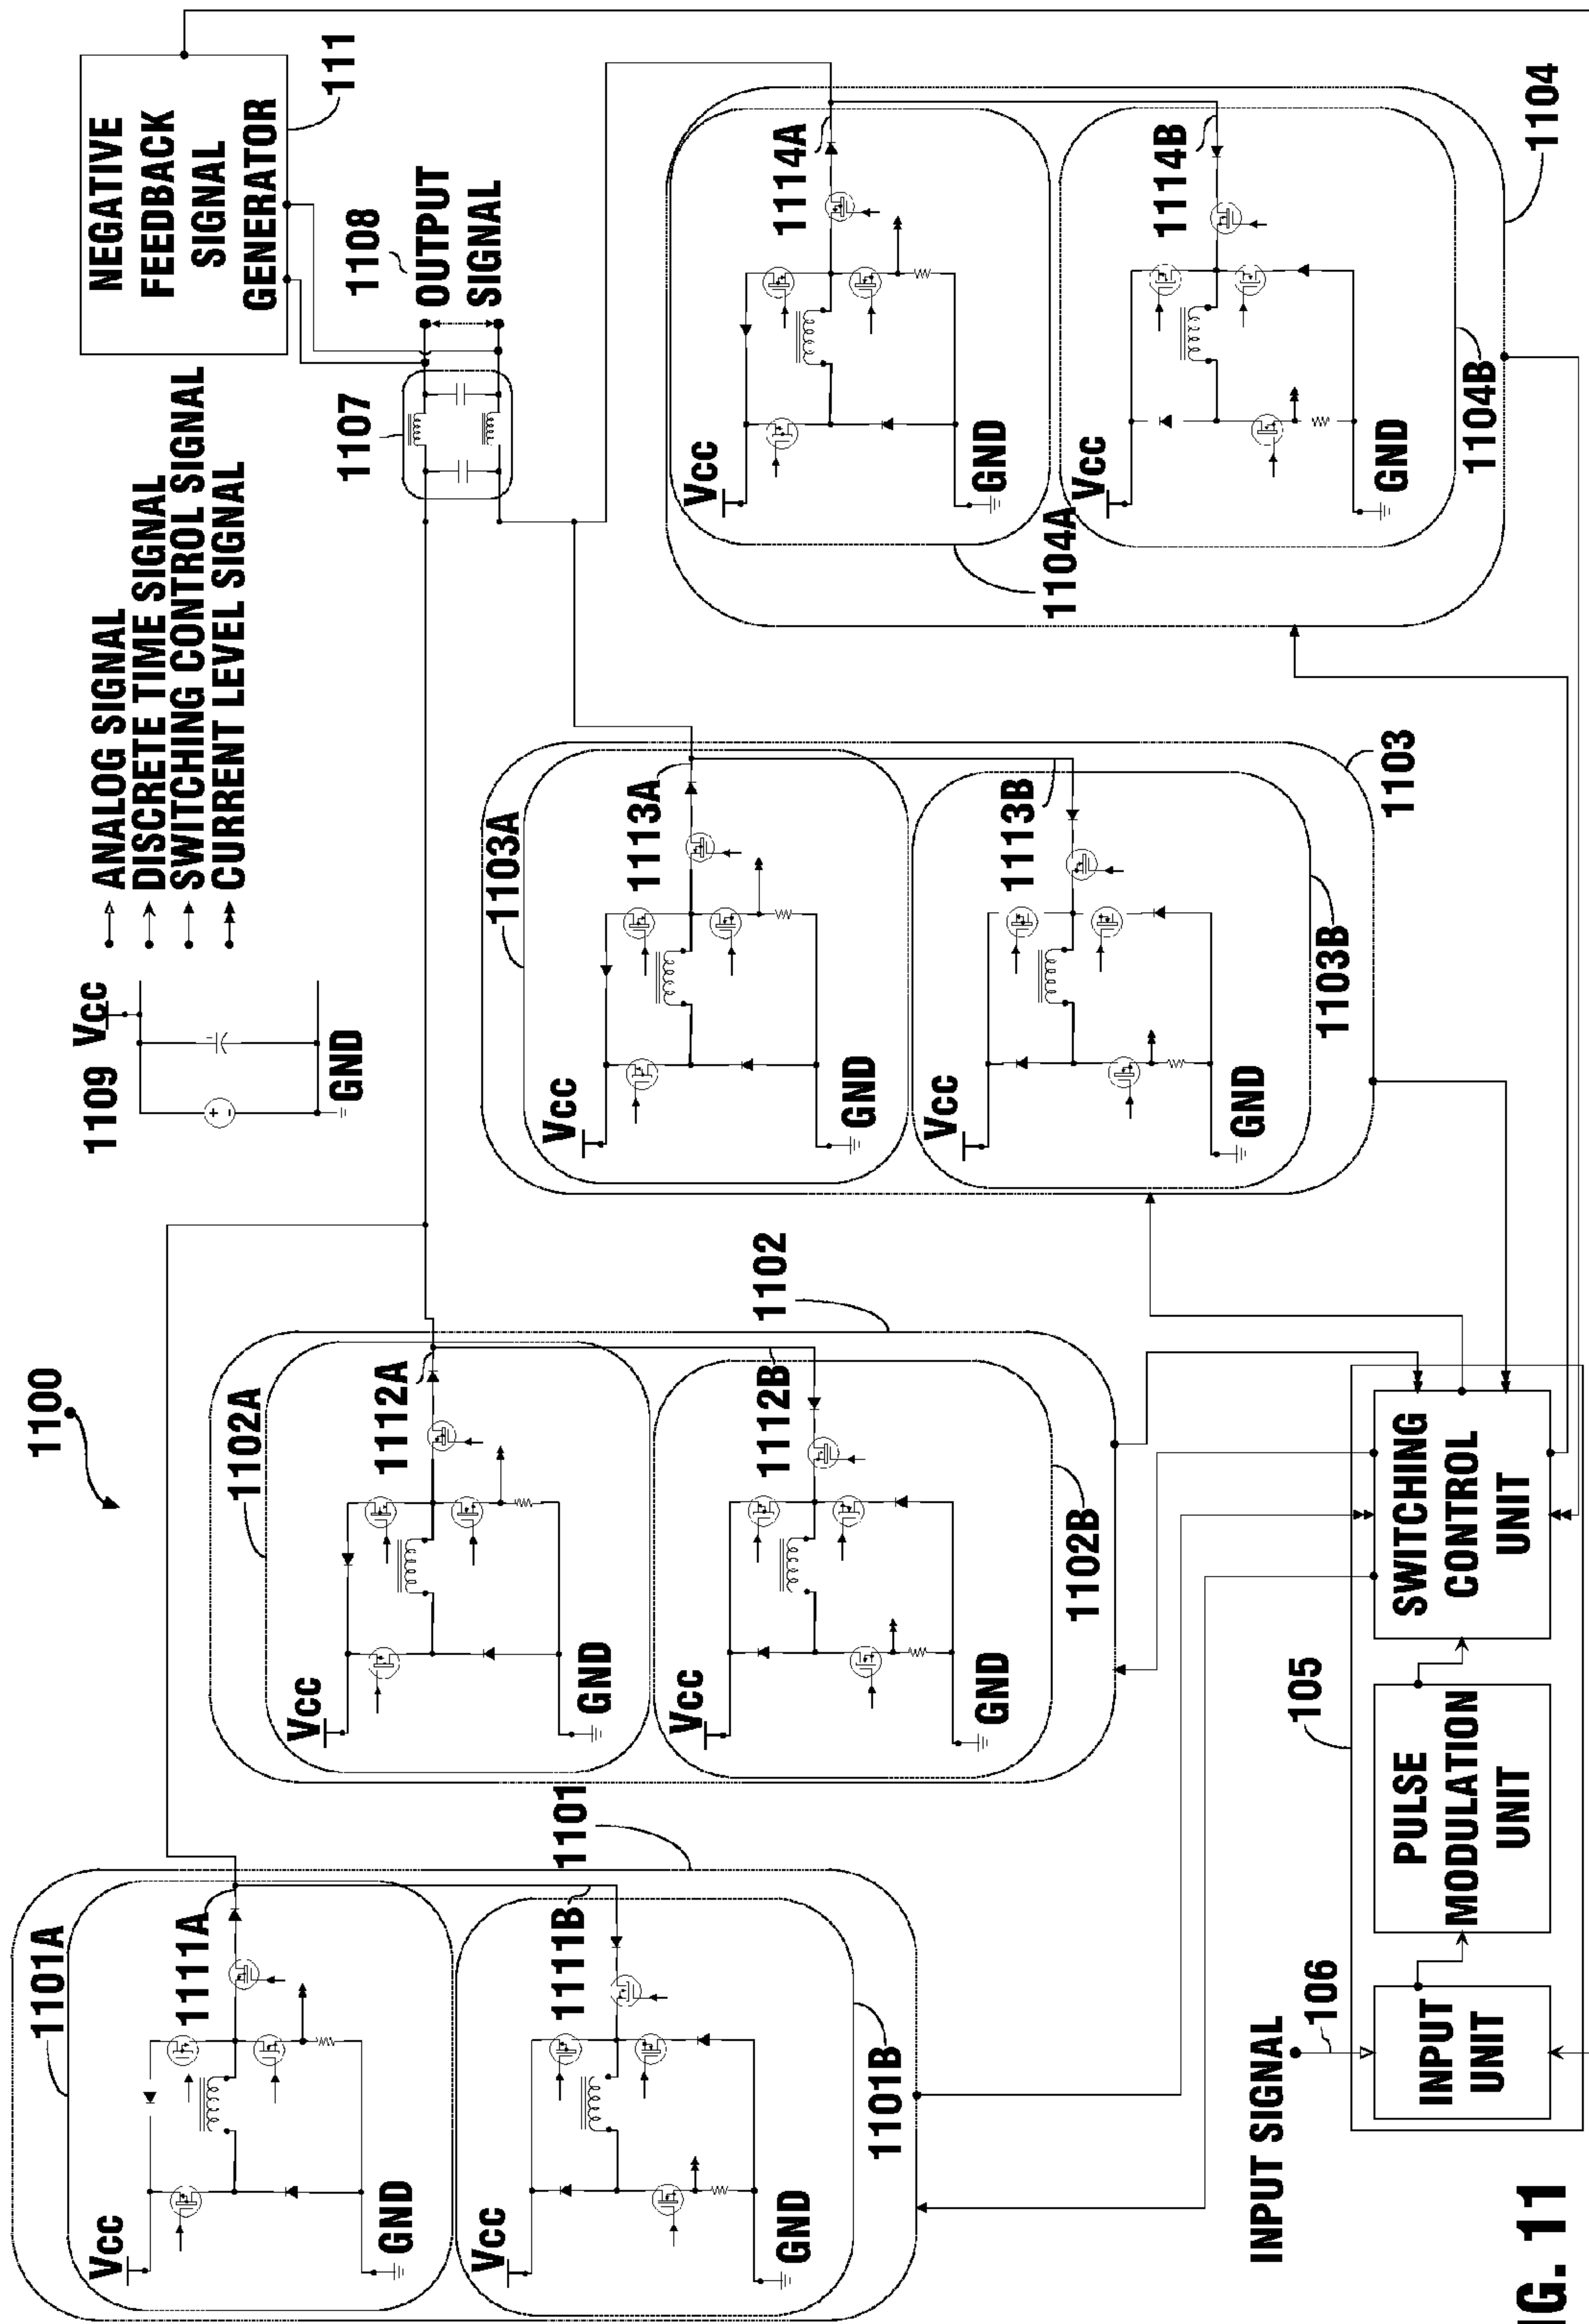 1100
1109
Vcc
GND
ANALOG SIGNAL
DISCRETE TIME SIGNAL
SWITCHING CONTROL SIGNAL
CURRENT LEVEL SIGNAL
NEGATIVE
FEEDBACK
SIGNAL
GENERATOR
111
1107
1108
OUTPUT
SIGNAL
1101A
Vcc
1111A
GND
1101
Vcc
1111B
GND
1101B
1102A
Vcc
1112A
GND
1102
Vcc
1112B
GND
1102B
1103A
Vcc
1113A
GND
1103
Vcc
1113B
GND
1103B
Vcc
1114A
GND
1104A
Vcc
1114B
GND
1104B
1104
INPUT SIGNAL
106
105
INPUT
UNIT
PULSE
MODULATION
UNIT
SWITCHING
CONTROL
UNIT
G. 11